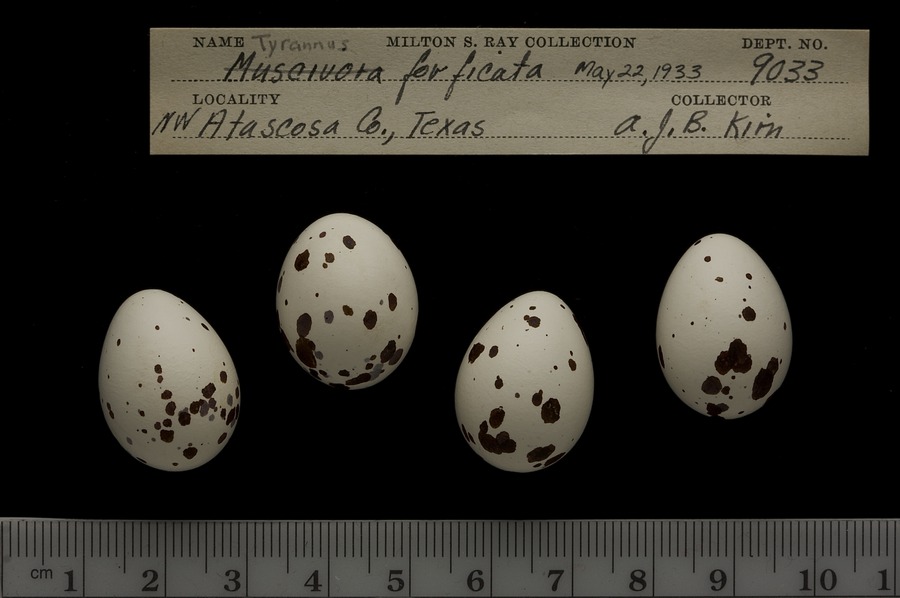 NAME Tyrannus MILTON S. RAY COLLECTION DEPT. NO.
Muscivora forficata May 22, 1933 9033
LOCALITY COLLECTOR
NW Atascosa Co., Texas A. J. B. Kirn
cm 1 2 3 4 5 6 7 8 9 10 1